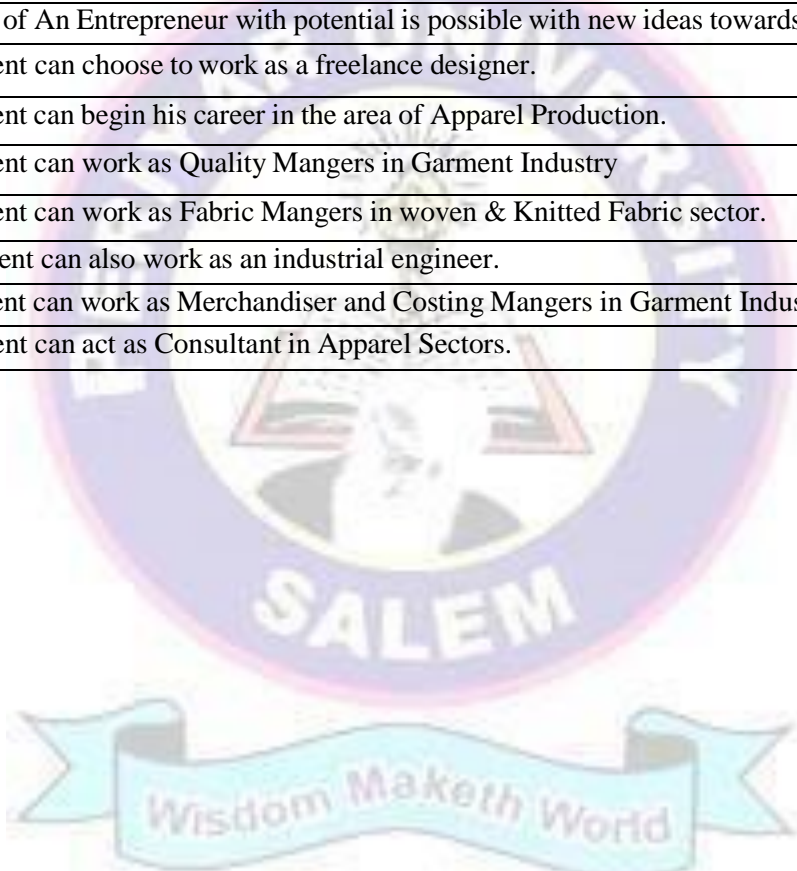 of An Entrepreneur with potential is possible with new ideas towards
ent can choose to work as a freelance designer.
ent can begin his career in the area of Apparel Production.
ent can work as Quality Mangers in Garment Industry
ent can work as Fabric Mangers in woven & Knitted Fabric sector.
ent can also work as an industrial engineer.
ent can work as Merchandiser and Costing Mangers in Garment Indus
ent can act as Consultant in Apparel Sectors.
PERIYAR UNIVERSITY
SALEM
Wisdom Maketh World